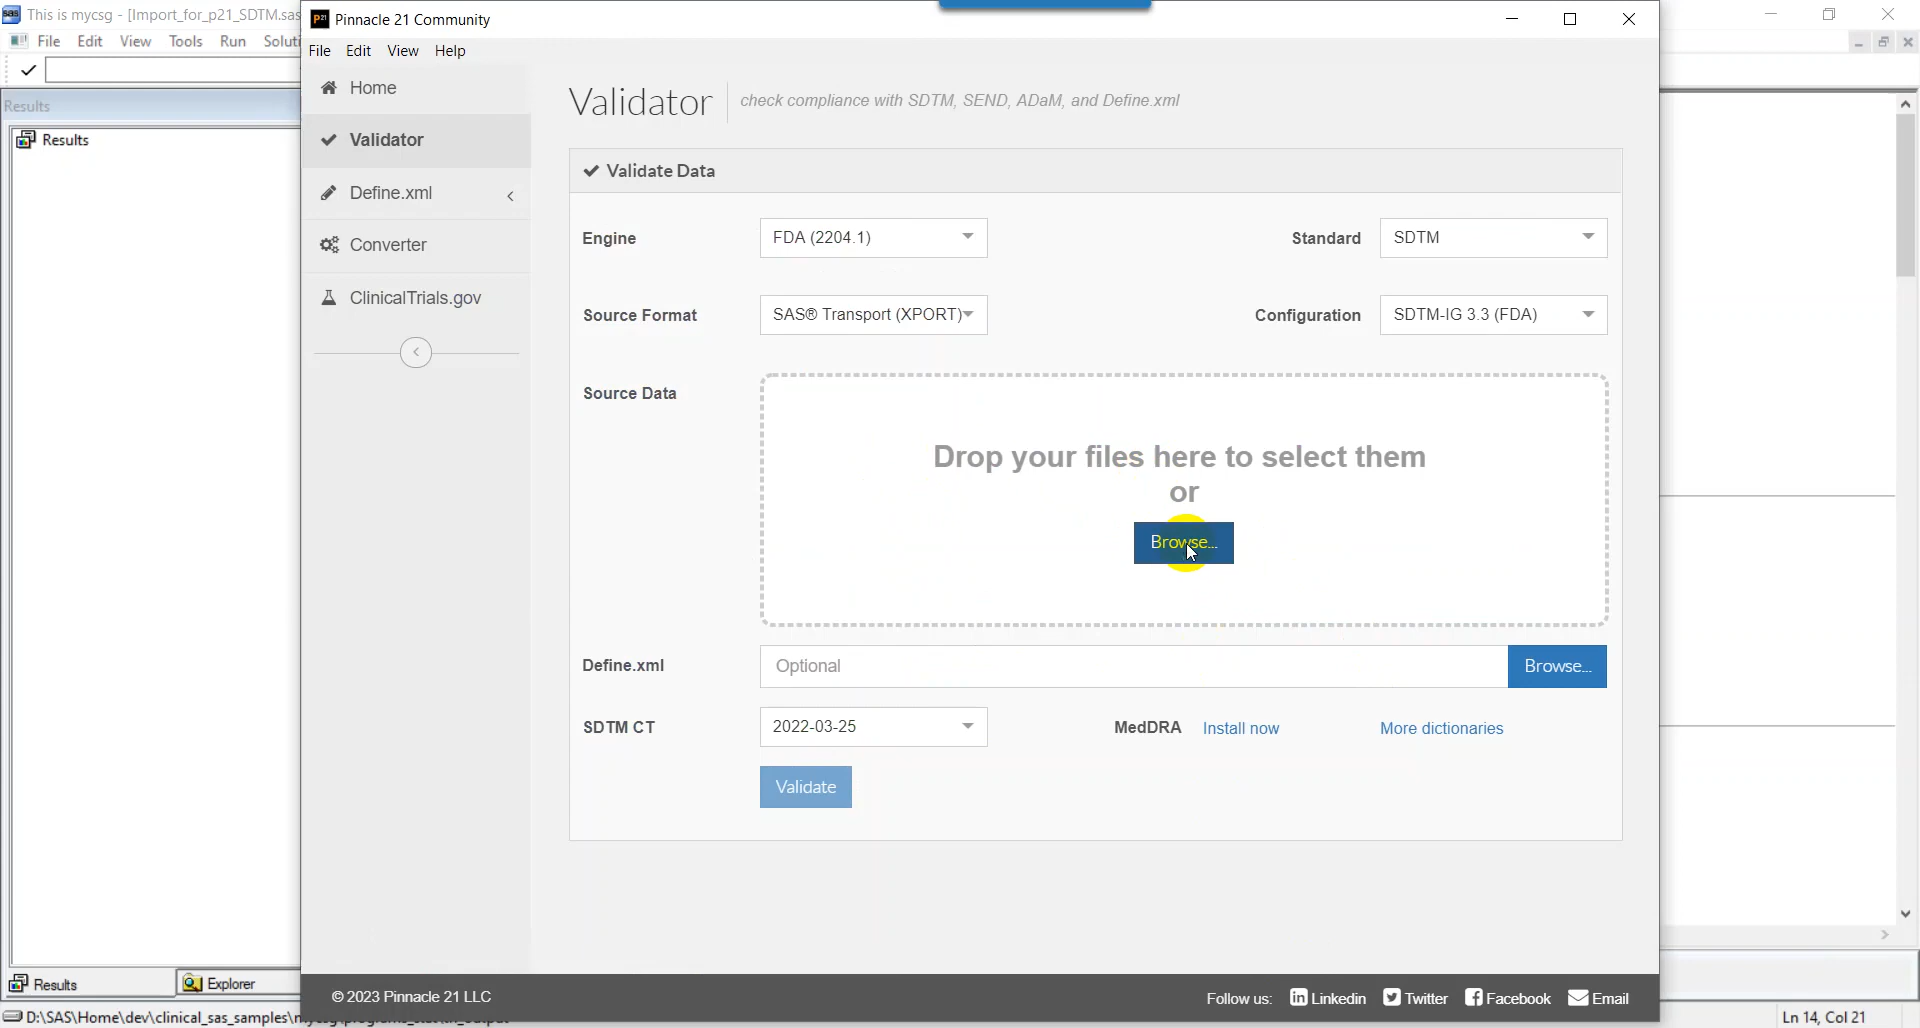 This is mycsg - [Import_for_p21_SDTM.sas
File Edit View Tools Run Soluti
Results
Results
Results
Explorer
D:\SAS\Home\dev\clinical_sas_samples\
Ln 14, Col 21
Pinnacle 21 Community
File Edit View Help
Home
Validator
Define.xml
Converter
ClinicalTrials.gov
Validator
check compliance with SDTM, SEND, ADaM, and Define.xml
Validate Data
Engine FDA (2204.1) Standard SDTM
Source Format SAS® Transport (XPORT) Configuration SDTM-IG 3.3 (FDA)
Source Data
Drop your files here to select them
or
Browse...
Define.xml Optional Browse...
SDTM CT 2022-03-25 MedDRA Install now More dictionaries
Validate
© 2023 Pinnacle 21 LLC
Follow us: Linkedin Twitter Facebook Email